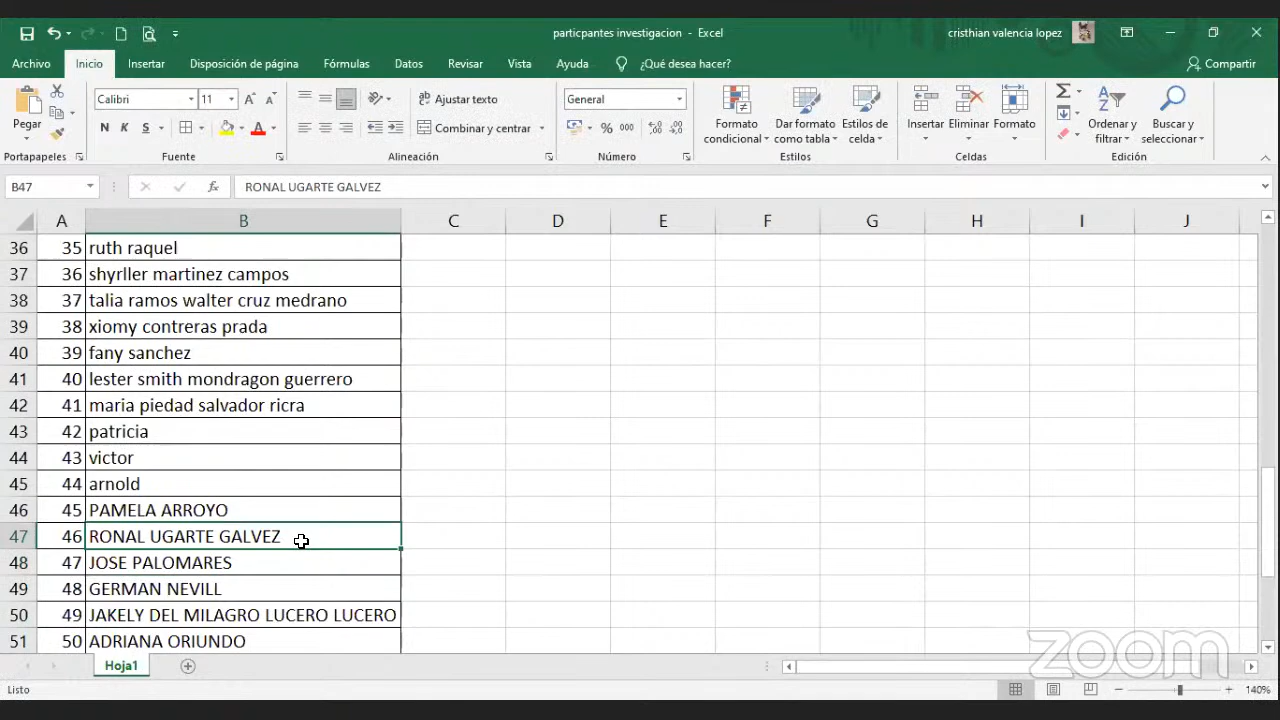 particpantes investigacion - Excel
cristhian valencia lopez
Archivo Inicio Insertar Disposición de página Fórmulas Datos Revisar Vista Ayuda ¿Qué desea hacer? Compartir
Pegar
Calibri 11
N K S
Ajustar texto
Combinar y centrar
General
% 000
Formato condicional
Dar formato como tabla
Estilos de celda
Insertar
Eliminar
Formato
Ordenar y filtrar
Buscar y seleccionar
Portapapeles Fuente Alineación Número Estilos Celdas Edición
B47 fx RONAL UGARTE GALVEZ
A B C D E F G H I J
36 35 ruth raquel
37 36 shyrller martinez campos
38 37 talia ramos walter cruz medrano
39 38 xiomy contreras prada
40 39 fany sanchez
41 40 lester smith mondragon guerrero
42 41 maria piedad salvador ricra
43 42 patricia
44 43 victor
45 44 arnold
46 45 PAMELA ARROYO
47 46 RONAL UGARTE GALVEZ
48 47 JOSE PALOMARES
49 48 GERMAN NEVILL
50 49 JAKELY DEL MILAGRO LUCERO LUCERO
51 50 ADRIANA ORIUNDO
Hoja1
zoom
Listo
140%